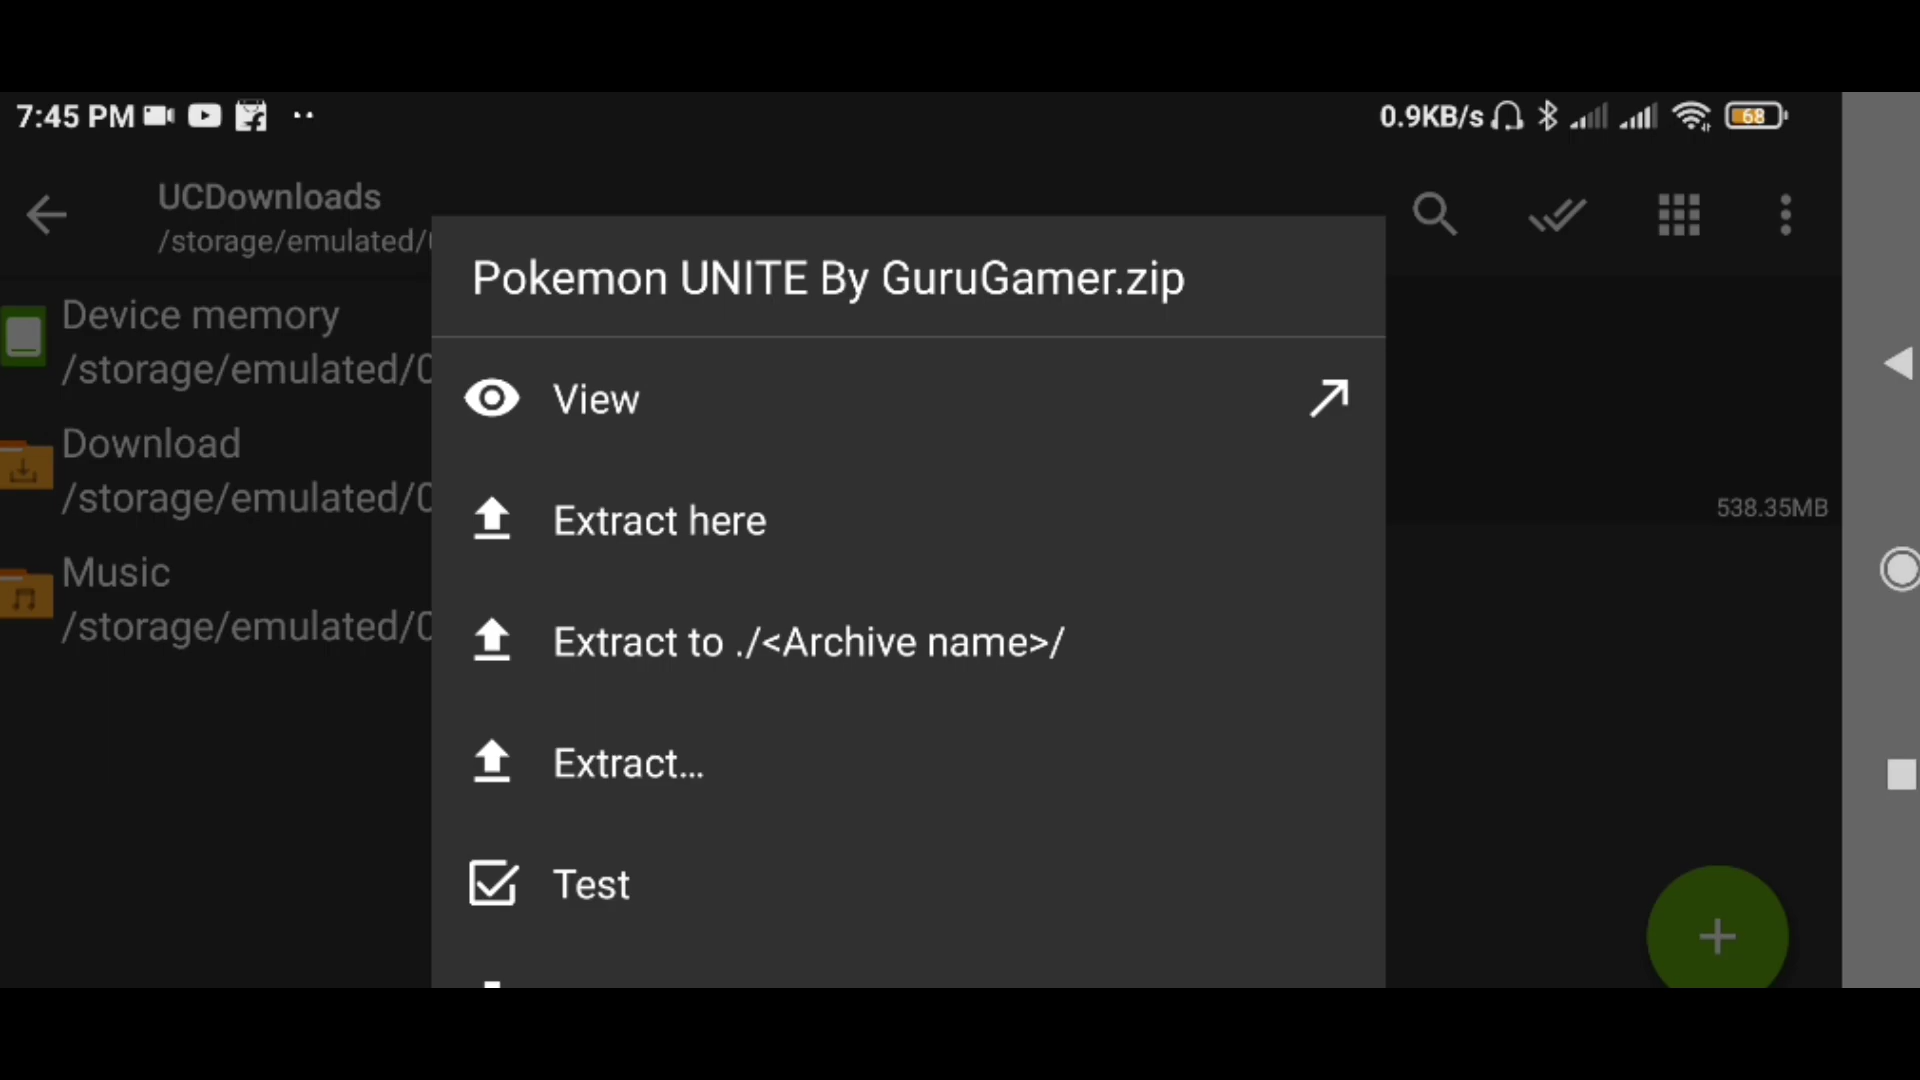 7:45 PM
0.9KB/s
68
UCDownloads
/storage/emulated/
Device memory
/storage/emulated/0
Download
/storage/emulated/0
Music
/storage/emulated/0
Pokemon UNITE By GuruGamer.zip
View
Extract here
Extract to ./<Archive name>/
Extract...
Test
538.35MB